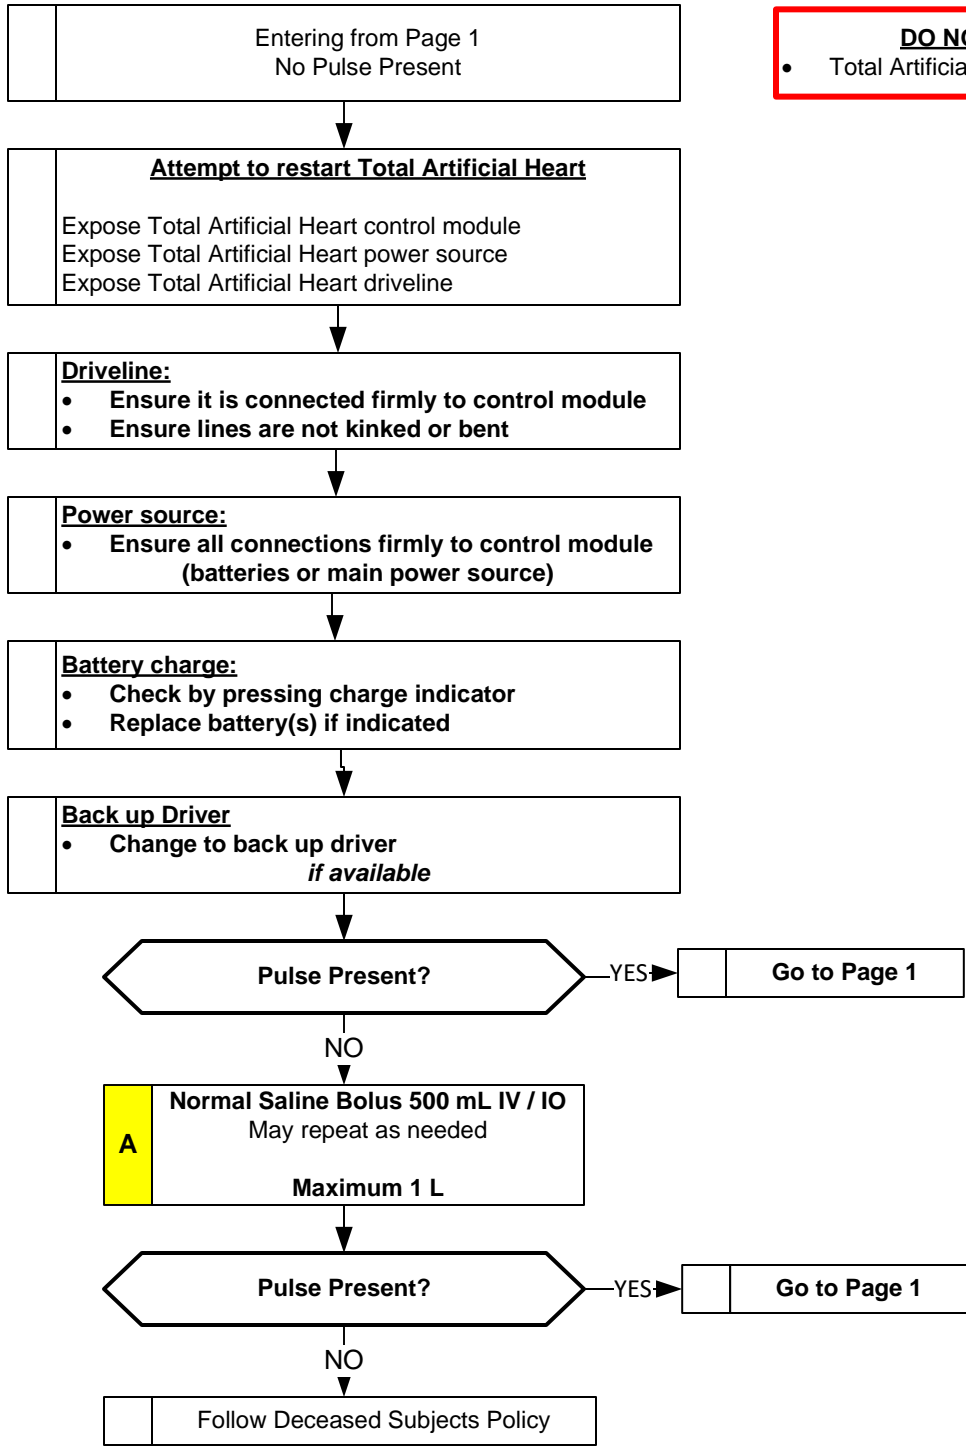 Entering from Page 1
No Pulse Present
DO
• Total Artificia
Attempt to restart Total Artificial Heart
Expose Total Artificial Heart control module
Expose Total Artificial Heart power source
Expose Total Artificial Heart driveline
Driveline:
• Ensure it is connected firmly to control module
• Ensure lines are not kinked or bent
Power source:
• Ensure all connections firmly to control module
(batteries or main power source)
Battery charge:
• Check by pressing charge indicator
• Replace battery(s) if indicated
Back up Driver
• Change to back up driver
if available
Pulse Present?
YES
Go to Page 1
NO
A
Normal Saline Bolus 500 mL IV / IO
May repeat as needed
Maximum 1 L
Pulse Present?
YES
Go to Page 1
NO
Follow Deceased Subjects Policy